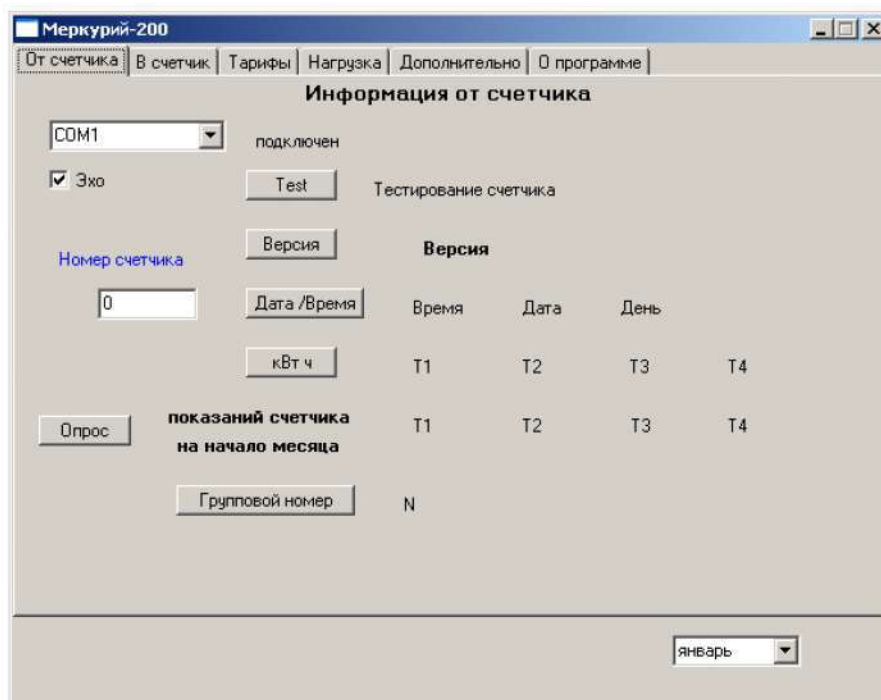 Меркурий-200
От счетчика В счетчик Тарифы Нагрузка Дополнительно О программе
Информация от счетчика
COM1 подключен
Эхо Test Тестирование счетчика
Номер счетчика Версия Версия
0 Дата /Время Время Дата День
кВт ч T1 T2 T3 T4
Опрос показаний счетчика T1 T2 T3 T4
на начало месяца
Групповой номер N
январь